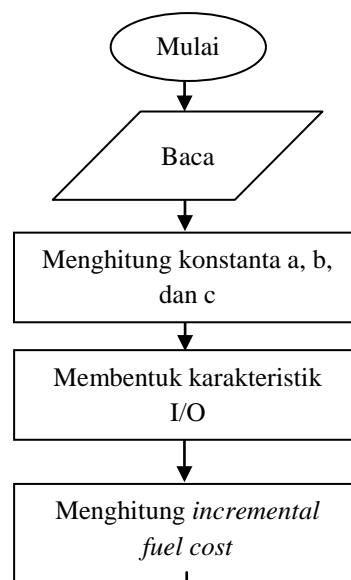 Mulai
Baca
Menghitung konstanta a, b,
dan c
Membentuk karakteristik
I/O
Menghitung incremental
fuel cost